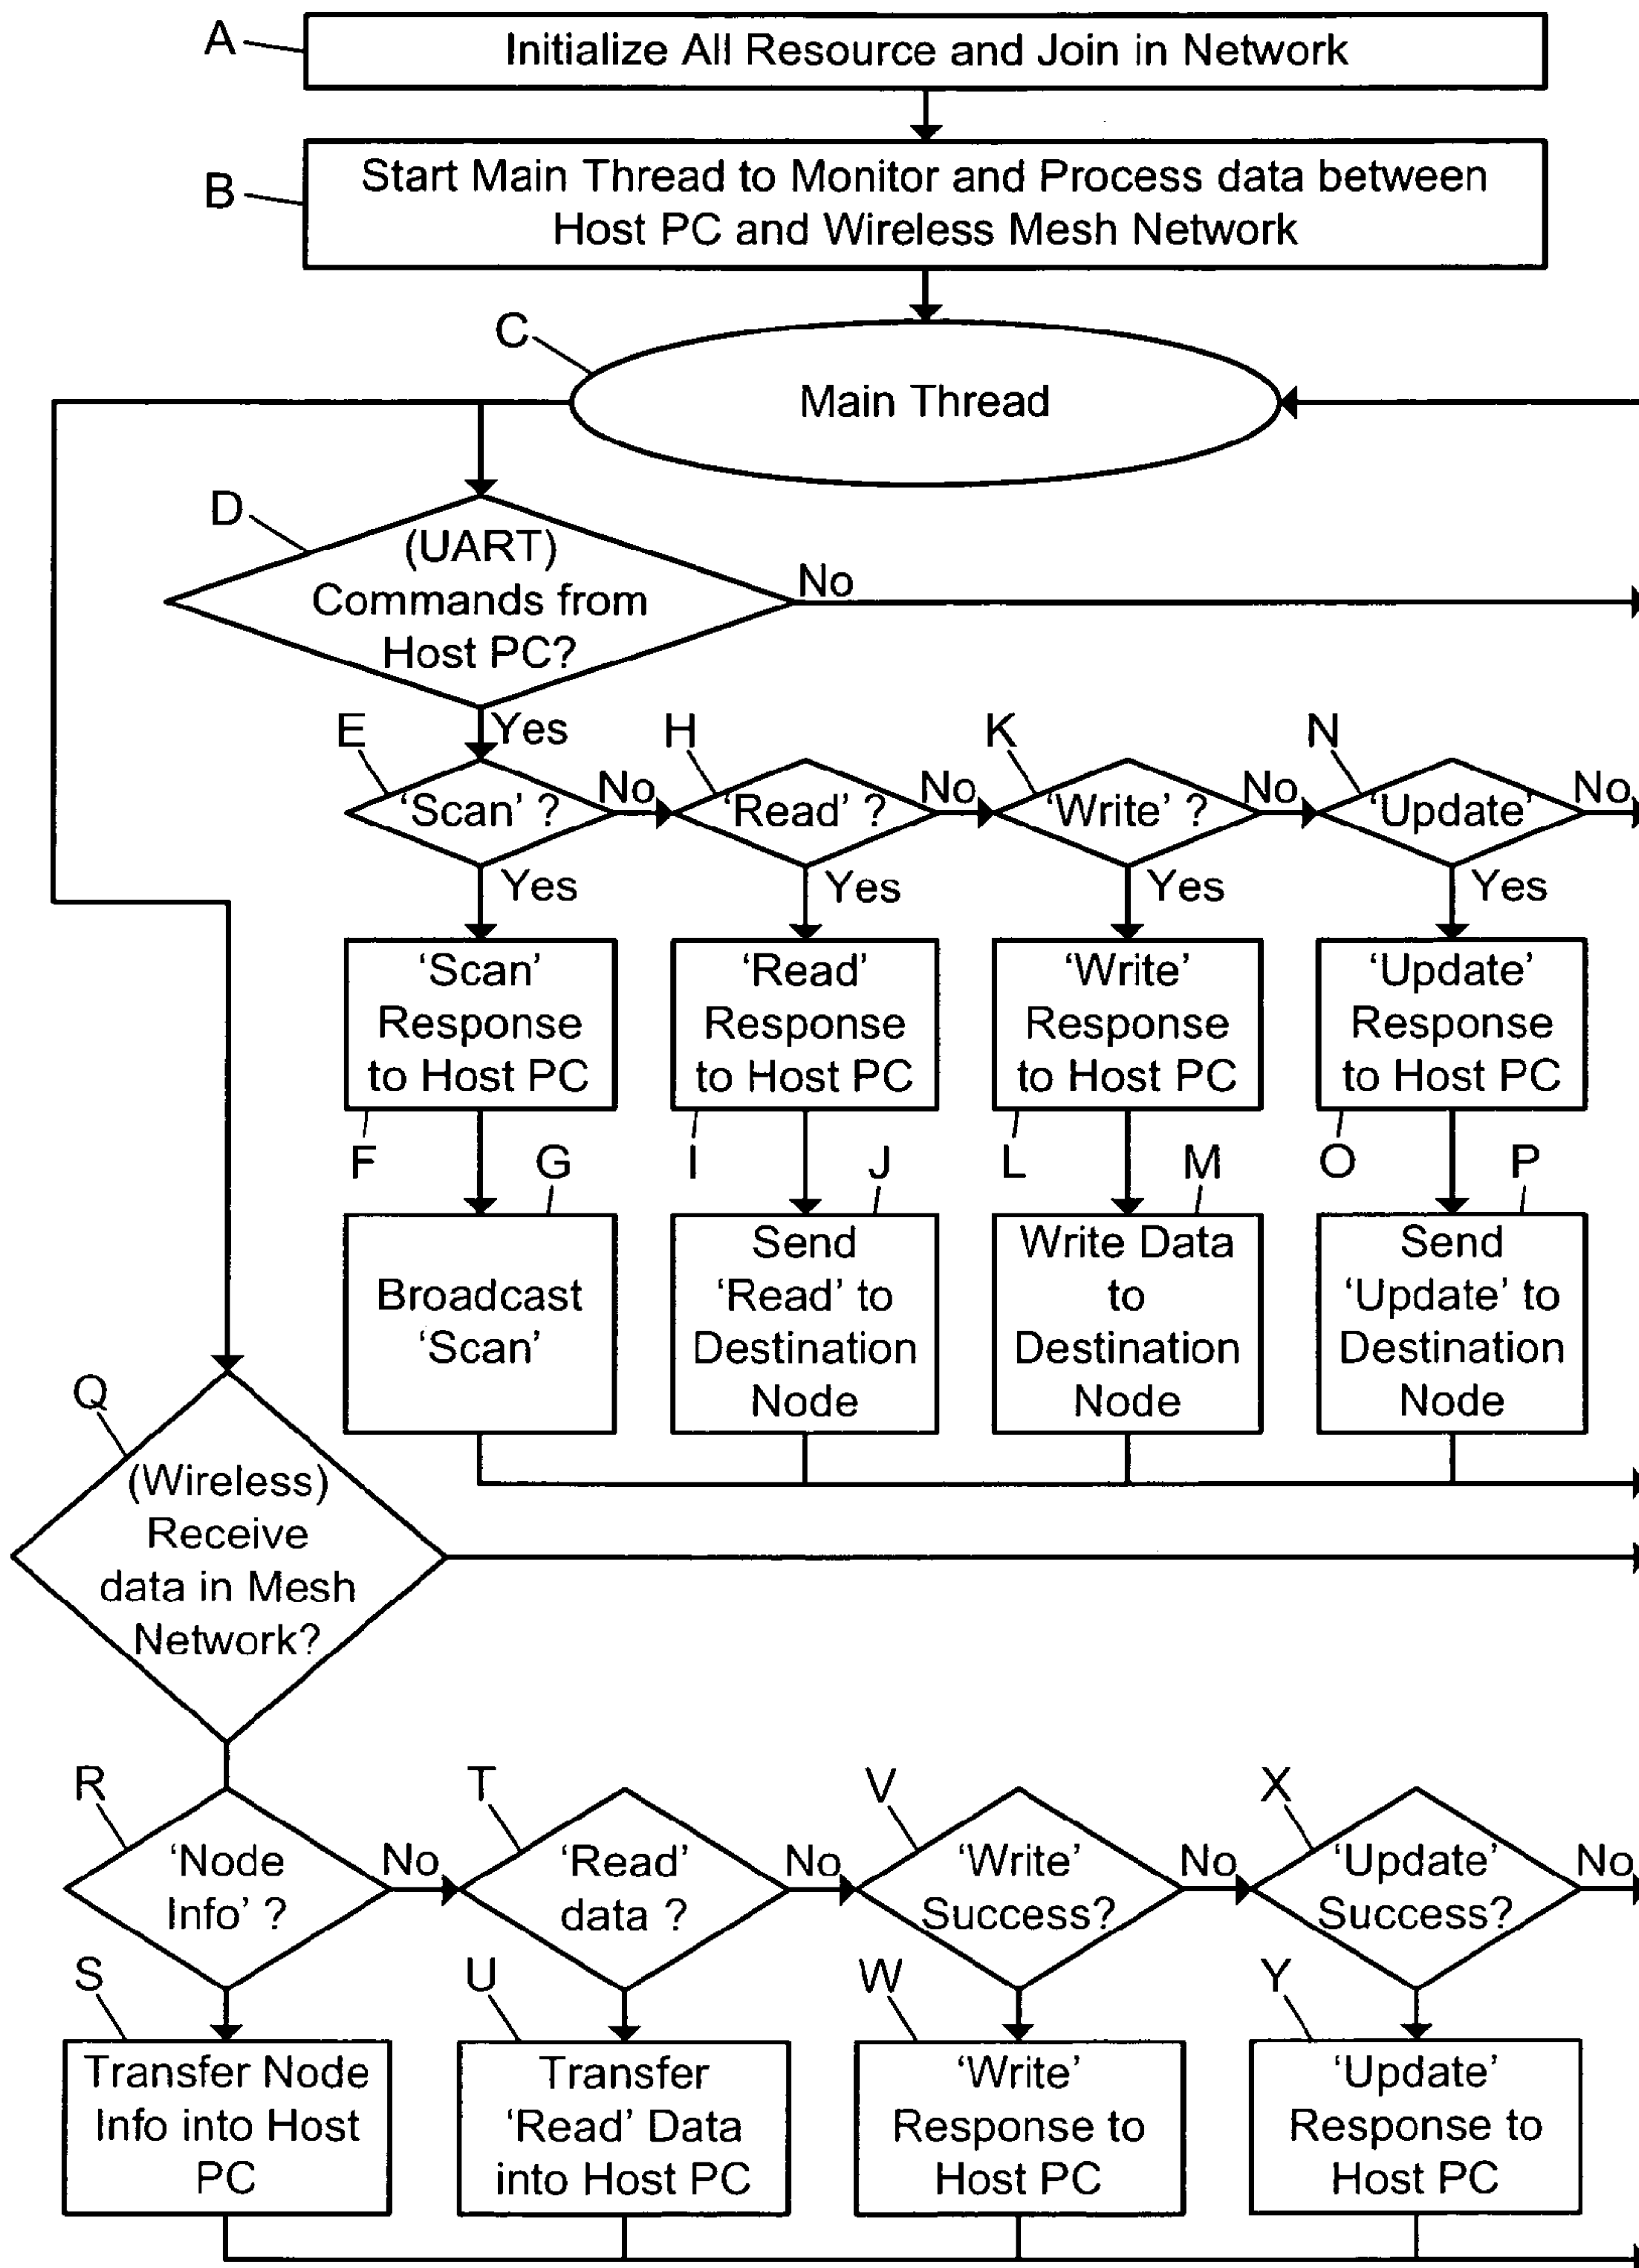 A
Initialize All Resource and Join in Network
B
Start Main Thread to Monitor and Process data between
Host PC and Wireless Mesh Network
C
Main Thread
D
(UART)
Commands from
Host PC?
No
Yes
E
H
K
N
‘Scan’ ?
No
‘Read’ ?
No
‘Write’ ?
No
‘Update’
No
Yes
Yes
Yes
Yes
‘Scan’
Response
to Host PC
‘Read’
Response
to Host PC
‘Write’
Response
to Host PC
‘Update’
Response
to Host PC
F
G
I
J
L
M
O
P
Broadcast
‘Scan’
Send
‘Read’ to
Destination
Node
Write Data
to
Destination
Node
Send
‘Update’ to
Destination
Node
Q
(Wireless)
Receive
data in Mesh
Network?
R
T
V
X
‘Node
Info’ ?
No
‘Read’
data ?
No
‘Write’
Success?
No
‘Update’
Success?
No
S
U
W
Y
Transfer Node
Info into Host
PC
Transfer
‘Read’ Data
into Host PC
‘Write’
Response to
Host PC
‘Update’
Response to
Host PC